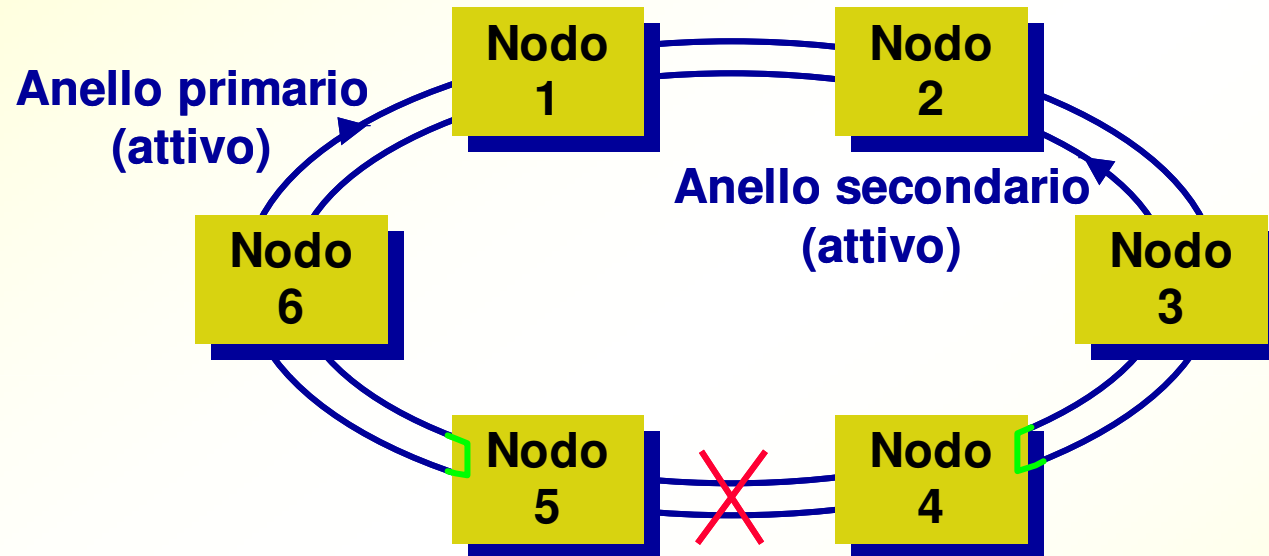 Nodo
1
Nodo
2
Anello primario
(attivo)
Anello secondario
(attivo)
Nodo
6
Nodo
3
Nodo
5
Nodo
4